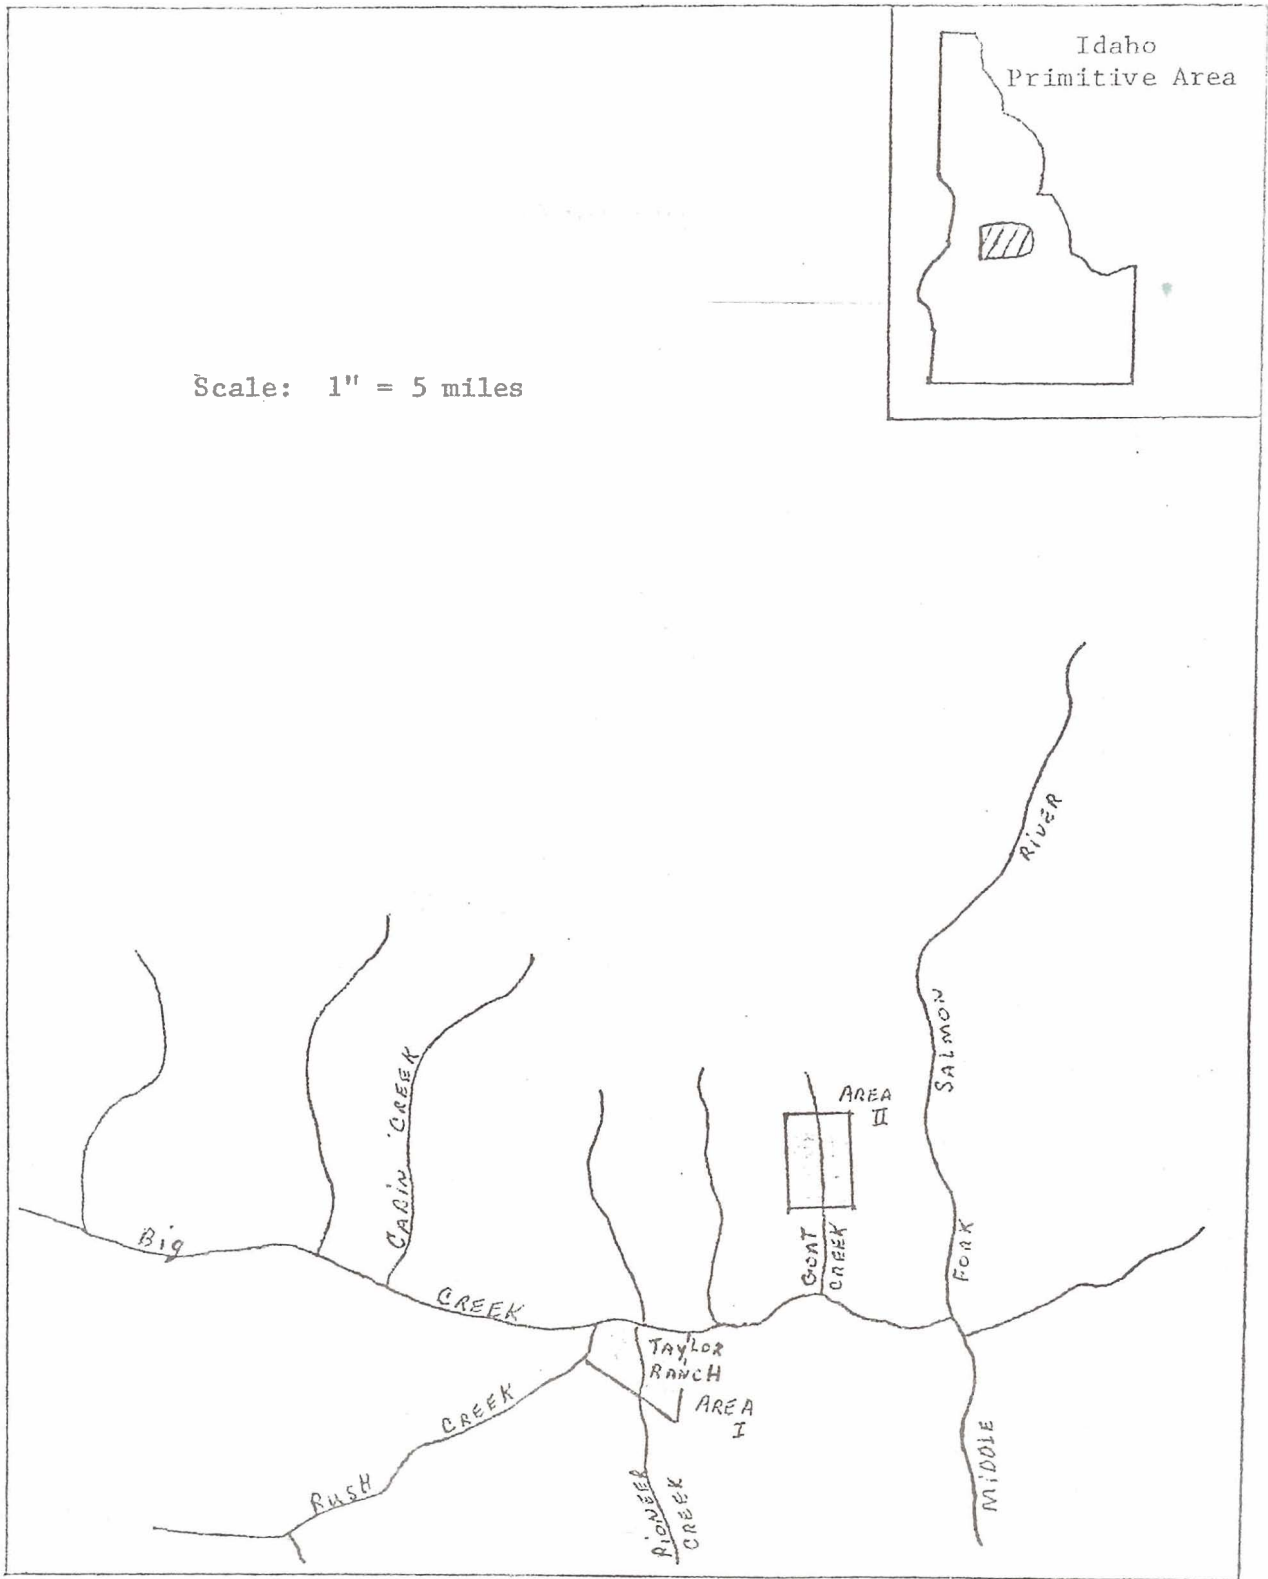 Idaho
Primitive Area
Scale: 1" = 5 miles
RIVER
SALMON
FORK
MIDDLE
AREA
II
GOAT
CREEK
CABIN CREEK
Big
CREEK
TAYLOR
RANCH
AREA
I
RUSH
CREEK
PIONEER
CREEK